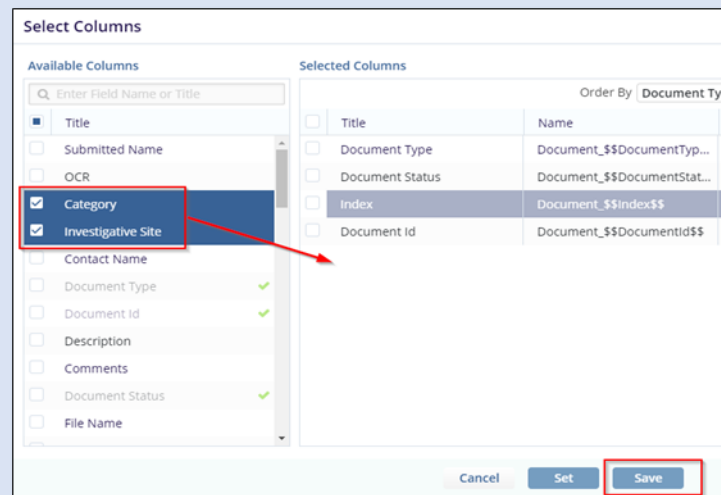 Select Columns
Available Columns
Selected Columns
Enter Field Name or Title
Order By Document Ty
Title
Title Name
Submitted Name
Document Type Document_$$DocumentTyp...
OCR
Document Status Document_$$DocumentStat...
Category
Index Document_$$Index$$
Investigative Site
Document Id Document_$$DocumentId$$
Contact Name
Document Type
Document Id
Description
Comments
Document Status
File Name
Cancel Set Save